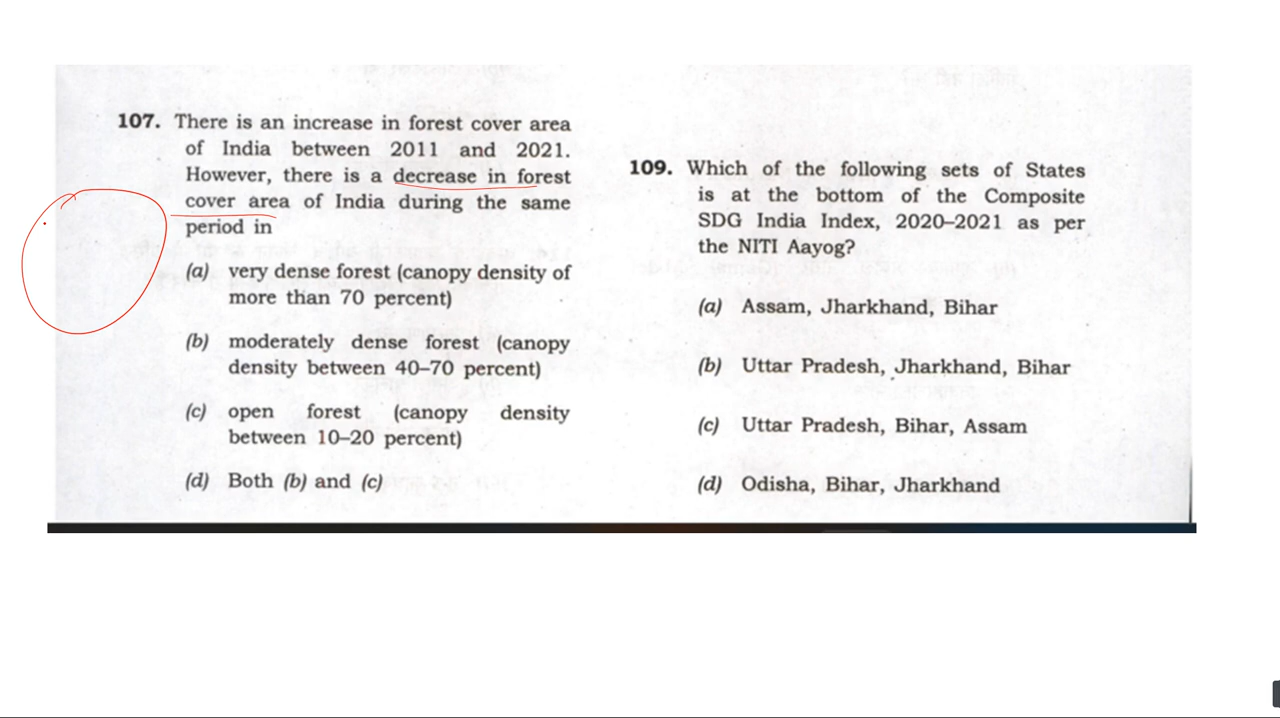 107. There is an increase in forest cover area
of India between 2011 and 2021.
However, there is a decrease in forest
cover area of India during the same
period in
(a) very dense forest (canopy density of
more than 70 percent)
(b) moderately dense forest (canopy
density between 40–70 percent)
(c) open forest (canopy density
between 10–20 percent)
(d) Both (b) and (c)
109. Which of the following sets of States
is at the bottom of the Composite
SDG India Index, 2020–2021 as per
the NITI Aayog?
(a) Assam, Jharkhand, Bihar
(b) Uttar Pradesh, Jharkhand, Bihar
(c) Uttar Pradesh, Bihar, Assam
(d) Odisha, Bihar, Jharkhand